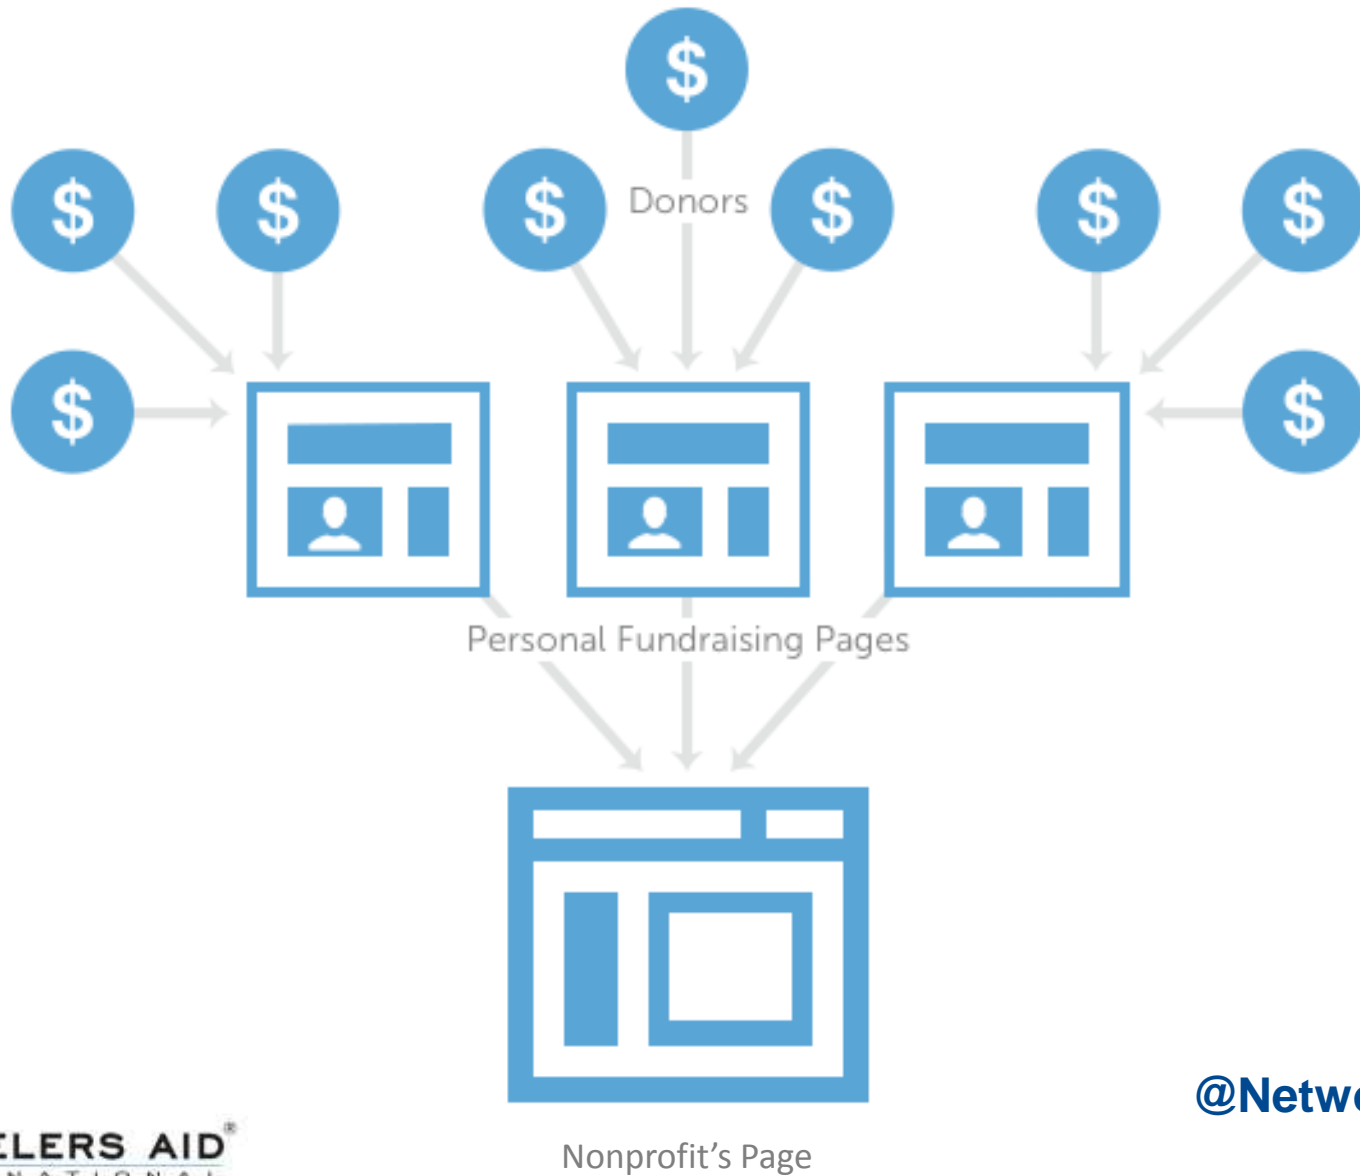 $
$ $ $ $ $ $
Donors
$ $
Personal Fundraising Pages
@Netw
ELERS AID®
Nonprofit's Page